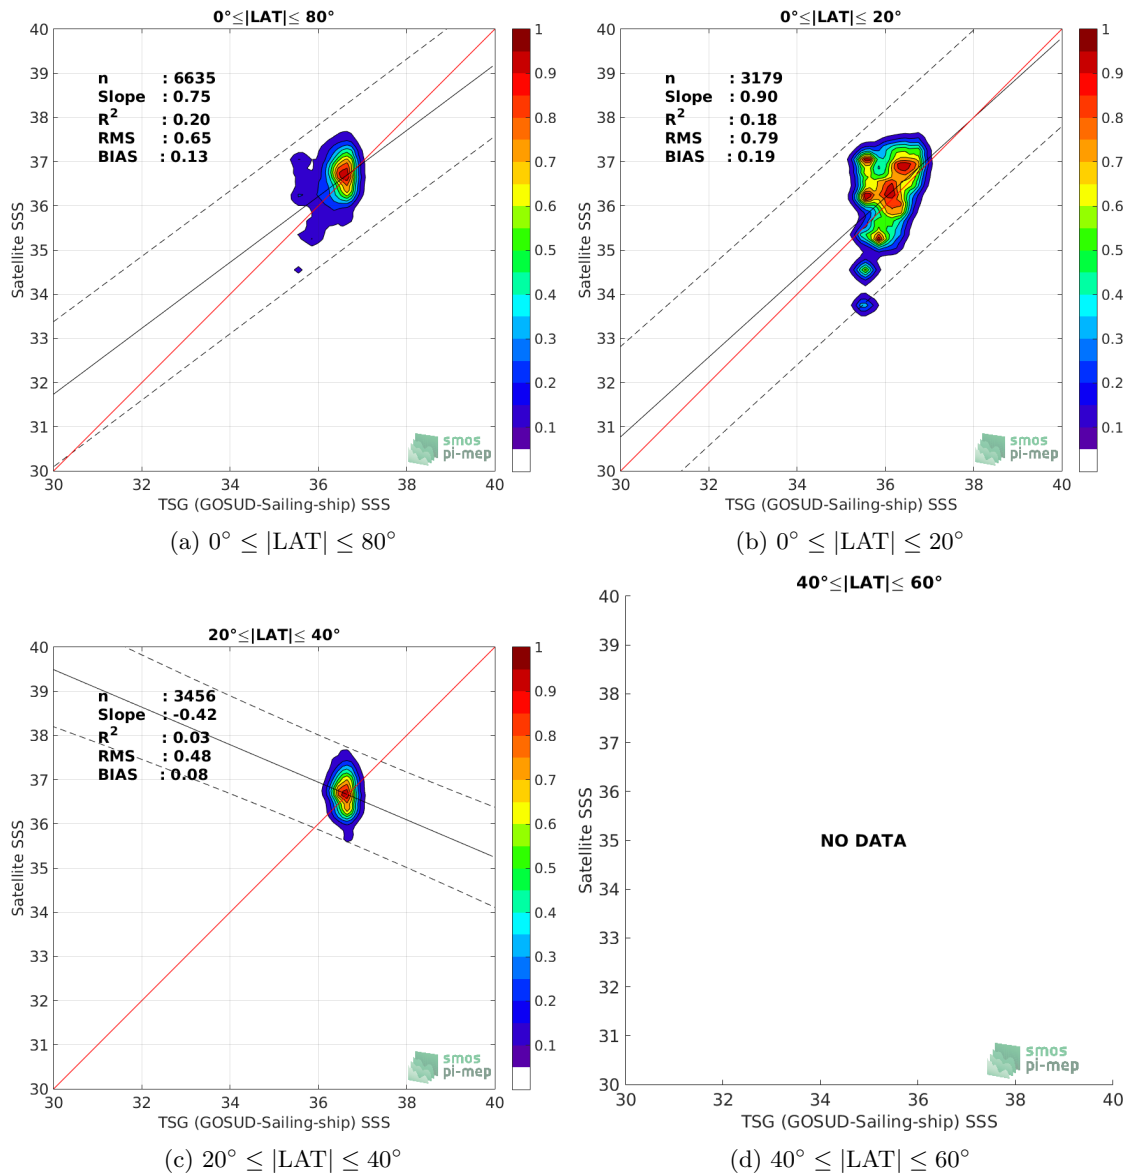 0°≤|LAT|≤ 80°
40
39
38
37
36
35
34
33
32
31
30
Satellite SSS
n : 6635
Slope : 0.75
R2 : 0.20
RMS : 0.65
BIAS : 0.13
1
0.9
0.8
0.7
0.6
0.5
0.4
0.3
0.2
0.1
smos
pi-mep
30 32 34 36 38 40
TSG (GOSUD-Sailing-ship) SSS
(a) 0° ≤ |LAT| ≤ 80°
0°≤|LAT|≤ 20°
40
39
38
37
36
35
34
33
32
31
30
Satellite SSS
n : 3179
Slope : 0.90
R2 : 0.18
RMS : 0.79
BIAS : 0.19
1
0.9
0.8
0.7
0.6
0.5
0.4
0.3
0.2
0.1
smos
pi-mep
30 32 34 36 38 40
TSG (GOSUD-Sailing-ship) SSS
(b) 0° ≤ |LAT| ≤ 20°
20°≤|LAT|≤ 40°
40
39
38
37
36
35
34
33
32
31
30
Satellite SSS
n : 3456
Slope : -0.42
R2 : 0.03
RMS : 0.48
BIAS : 0.08
1
0.9
0.8
0.7
0.6
0.5
0.4
0.3
0.2
0.1
smos
pi-mep
30 32 34 36 38 40
TSG (GOSUD-Sailing-ship) SSS
(c) 20° ≤ |LAT| ≤ 40°
40°≤|LAT|≤ 60°
40
39
38
37
36
35
34
33
32
31
30
Satellite SSS
NO DATA
smos
pi-mep
30 32 34 36 38 40
TSG (GOSUD-Sailing-ship) SSS
(d) 40° ≤ |LAT| ≤ 60°